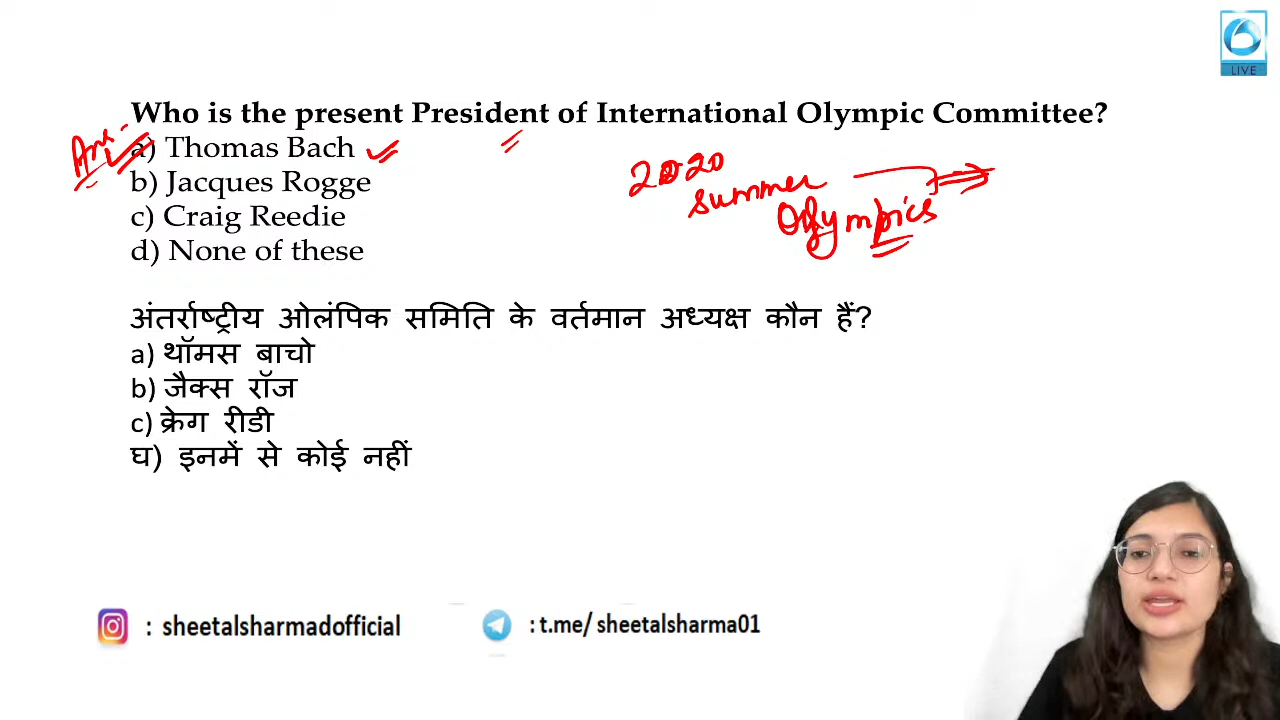 LIVE
Who is the present President of International Olympic Committee?
Ans:-
a) Thomas Bach
b) Jacques Rogge
c) Craig Reedie
d) None of these
2020
summer
Olympics
अंतर्राष्ट्रीय ओलंपिक समिति के वर्तमान अध्यक्ष कौन हैं?
a) थॉमस बाचो
b) जैक्स रॉज
c) क्रेग रीडी
घ) इनमें से कोई नहीं
: sheetalsharmadofficial
: t.me/ sheetalsharma01